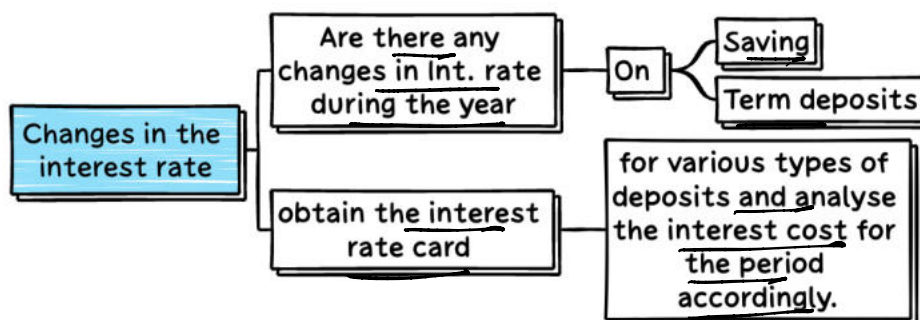 Changes in the
interest rate
Are there any
changes in Int. rate
during the year
On
Saving
Term deposits
obtain the interest
rate card
for various types of
deposits and analyse
the interest cost for
the period
accordingly.